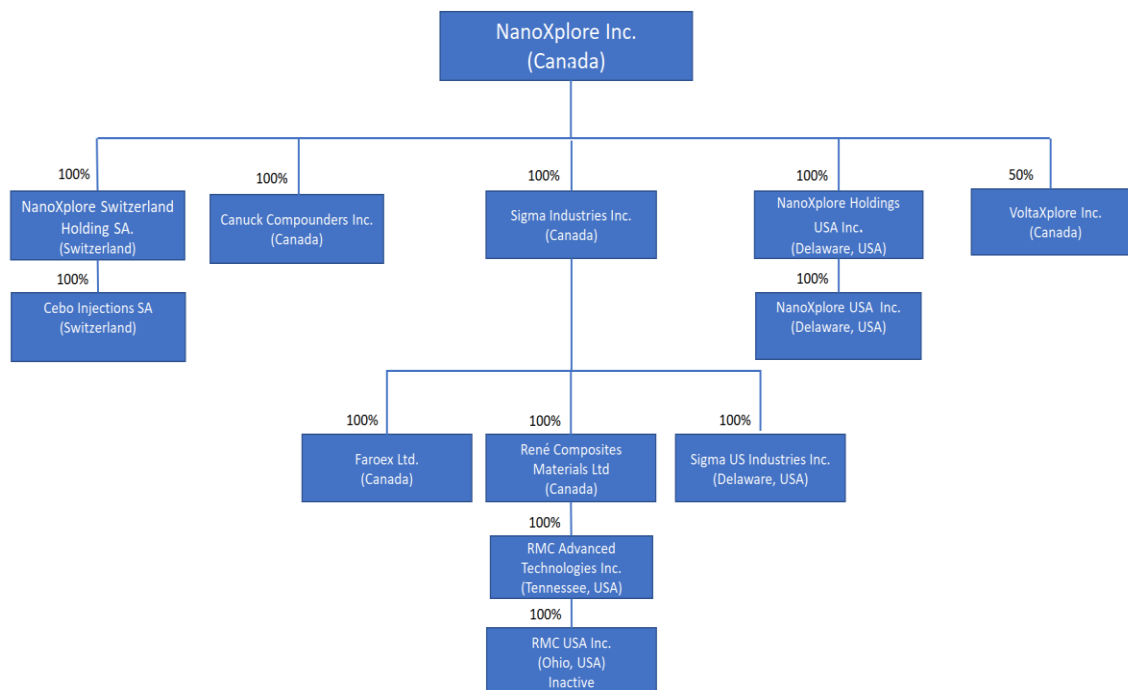 NanoXplore Inc.
(Canada)
100%
100%
100%
100%
50%
NanoXplore Switzerland
Holding SA.
(Switzerland)
Canuck Compounders Inc.
(Canada)
Sigma Industries Inc.
(Canada)
NanoXplore Holdings
USA Inc.
(Delaware, USA)
VoltaXplore Inc.
(Canada)
100%
100%
Cebo Injections SA
(Switzerland)
NanoXplore USA Inc.
(Delaware, USA)
100%
100%
100%
Faroex Ltd.
(Canada)
René Composites
Materials Ltd
(Canada)
Sigma US Industries Inc.
(Delaware, USA)
100%
RMC Advanced
Technologies Inc.
(Tennessee, USA)
100%
RMC USA Inc.
(Ohio, USA)
Inactive